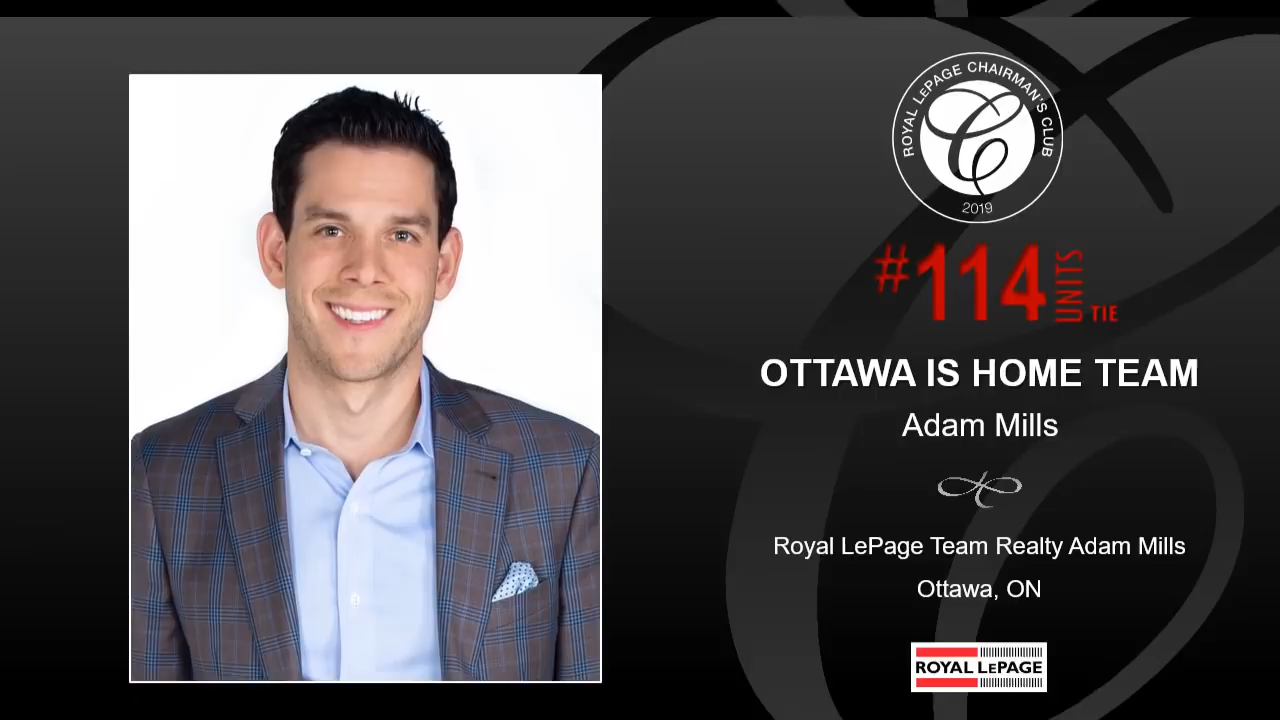 ROYAL LEPAGE CHAIRMAN'S CLUB
2019
#114 UNITS TIE
OTTAWA IS HOME TEAM
Adam Mills
Royal LePage Team Realty Adam Mills
Ottawa, ON
ROYAL LEPAGE